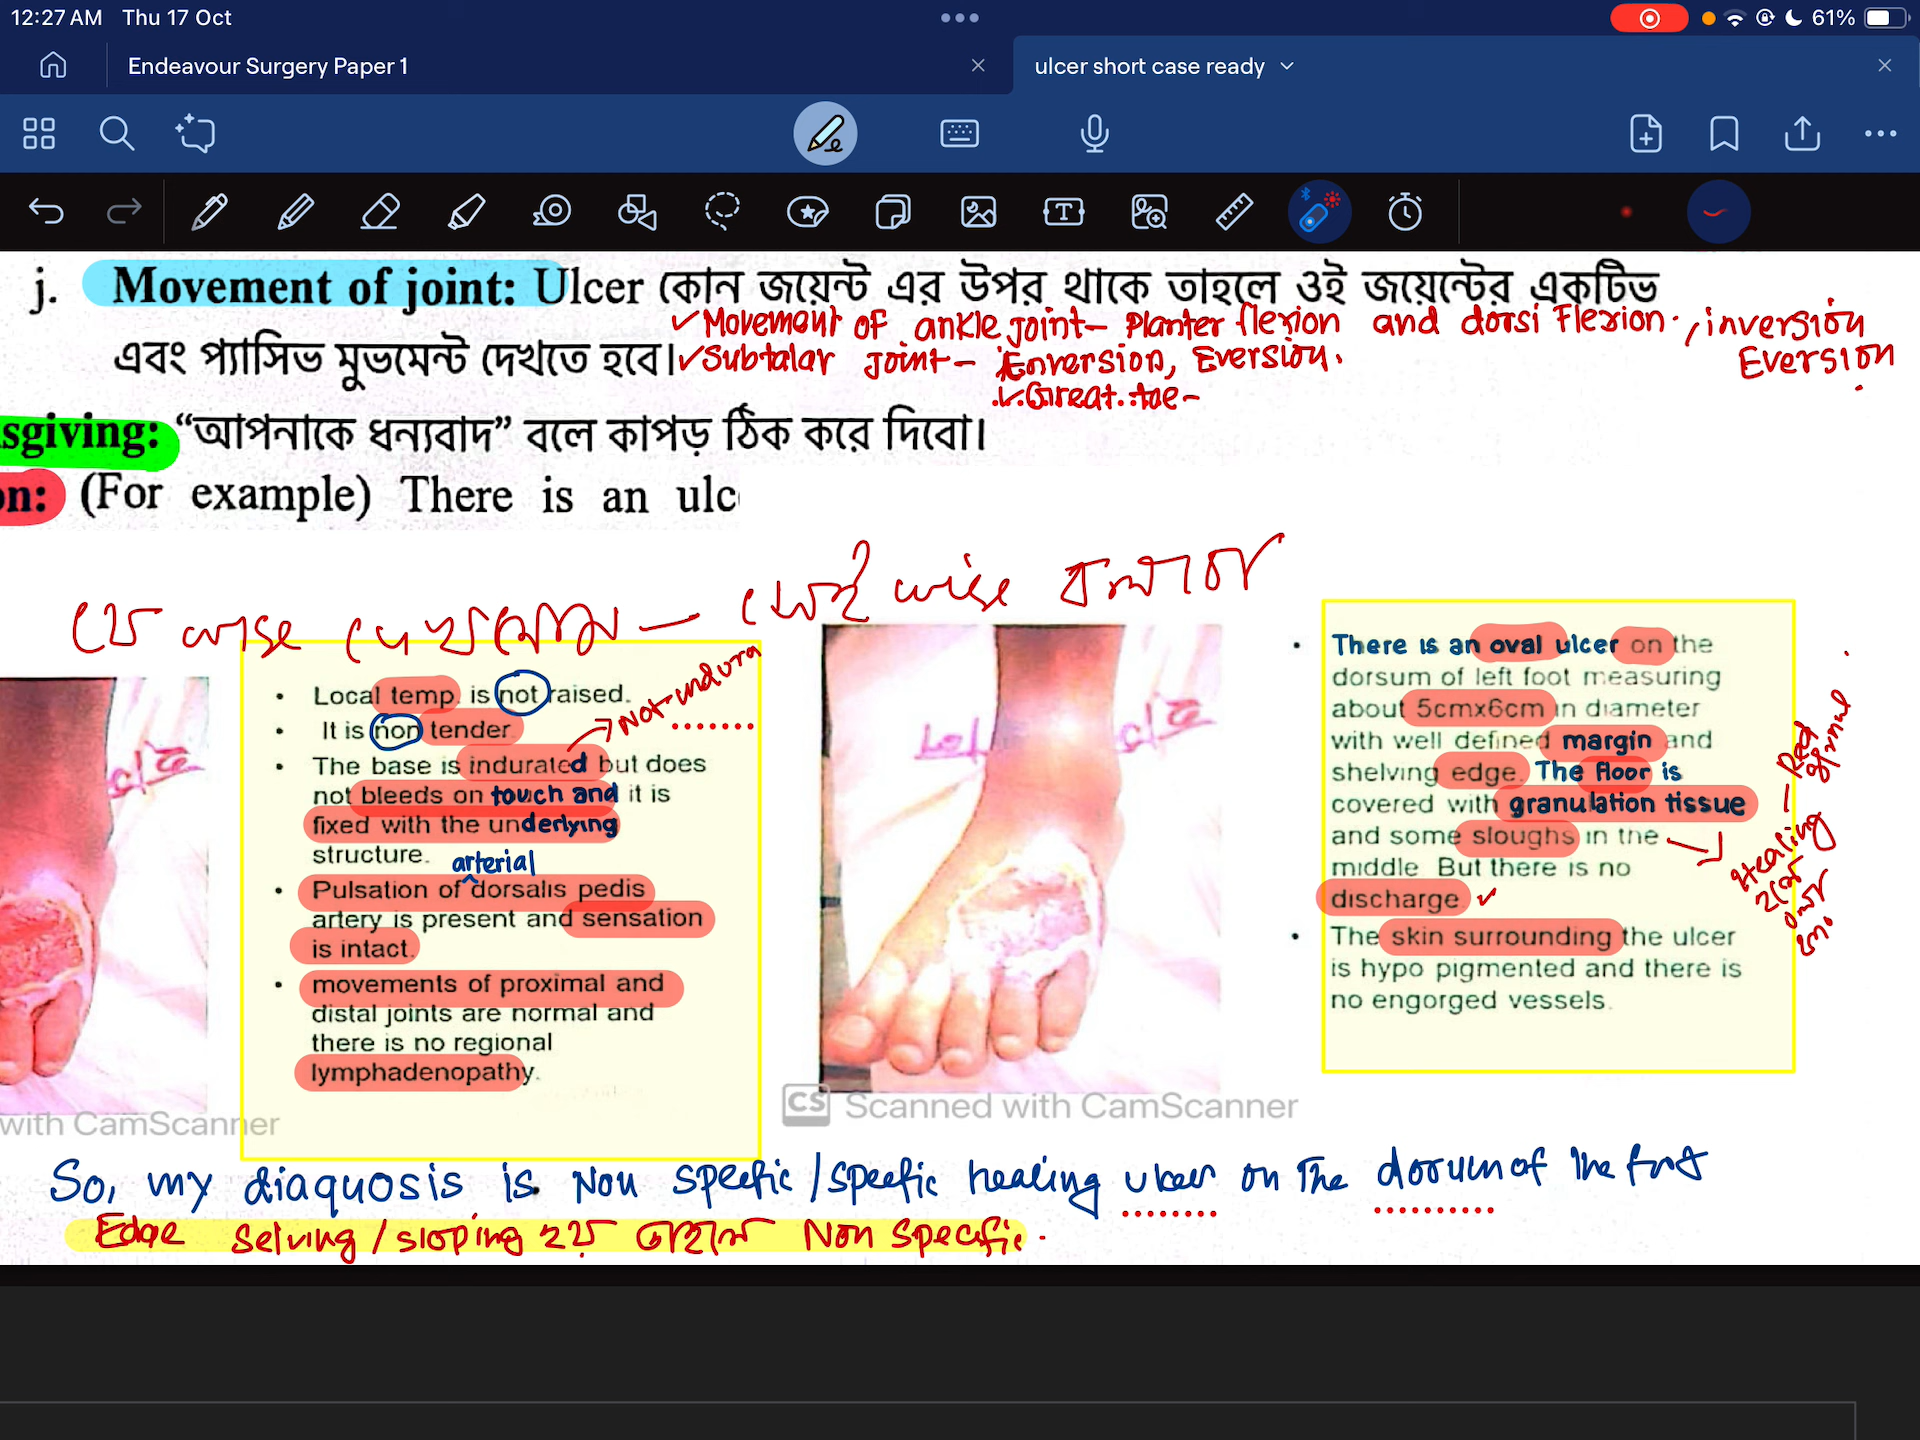 12:27 AM Thu 17 Oct
61%
Endeavour Surgery Paper 1
ulcer short case ready
j. Movement of joint: Ulcer কোন জয়েন্ট এর উপর থাকে তাহলে ওই জয়েন্টের একটিভ
✓Movement of ankle joint- Planter flexion and dorsi Flexion, inversion
Eversion
এবং প্যাসিভ মুভমেন্ট দেখতে হবে।
✓Subtalar joint- Enversion, Eversion.
✓Great toe-
sgiving: “আপনাকে ধন্যবাদ” বলে কাপড় ঠিক করে দিবো।
on: (For example) There is an ulc
wise
wise
Not-indura
• Local temp. is not raised.
• It is non tender
• The base is indurated but does
not bleeds on touch and it is
fixed with the underlying
structure.
arterial
• Pulsation of dorsalis pedis
artery is present and sensation
is intact.
• movements of proximal and
distal joints are normal and
there is no regional
lymphadenopathy.
with CamScanner
CS Scanned with CamScanner
• There is an oval ulcer on the
dorsum of left foot measuring
about 5cmx6cm in diameter
with well defined margin and
shelving edge. The floor is
covered with granulation tissue
and some sloughs in the
middle But there is no
discharge ✓
• The skin surrounding the ulcer
is hypo pigmented and there is
no engorged vessels.
Healing - Red
So, my diaquosis is Non specific/specific healing ulcer on The dorsum of the foot
Edge selving/sloping Non Specific.